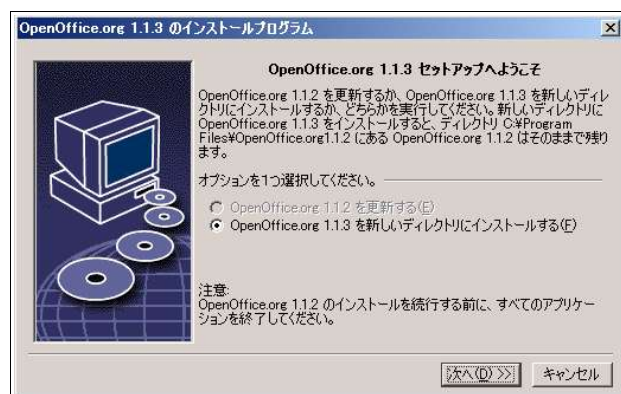 OpenOffice.org 1.1.3 のインストールプログラム
OpenOffice.org 1.1.3 セットアップへようこそ
OpenOffice.org 1.1.2 を更新するか、OpenOffice.org 1.1.3 を新しいディレ
クトリにインストールするか、どちらかを実行してください。新しいディレクトリに
OpenOffice.org 1.1.3 をインストールすると、ディレクトリ C:¥Program
Files¥OpenOffice.org1.1.2 にある OpenOffice.org 1.1.2 はそのままで残り
ます。
オプションを1つ選択してください。
OpenOffice.org 1.1.2 を更新する(E)
OpenOffice.org 1.1.3 を新しいディレクトリにインストールする(F)
注意:
OpenOffice.org 1.1.2 のインストールを続行する前に、すべてのアプリケー
ションを終了してください。
次へ(D) >>
キャンセル